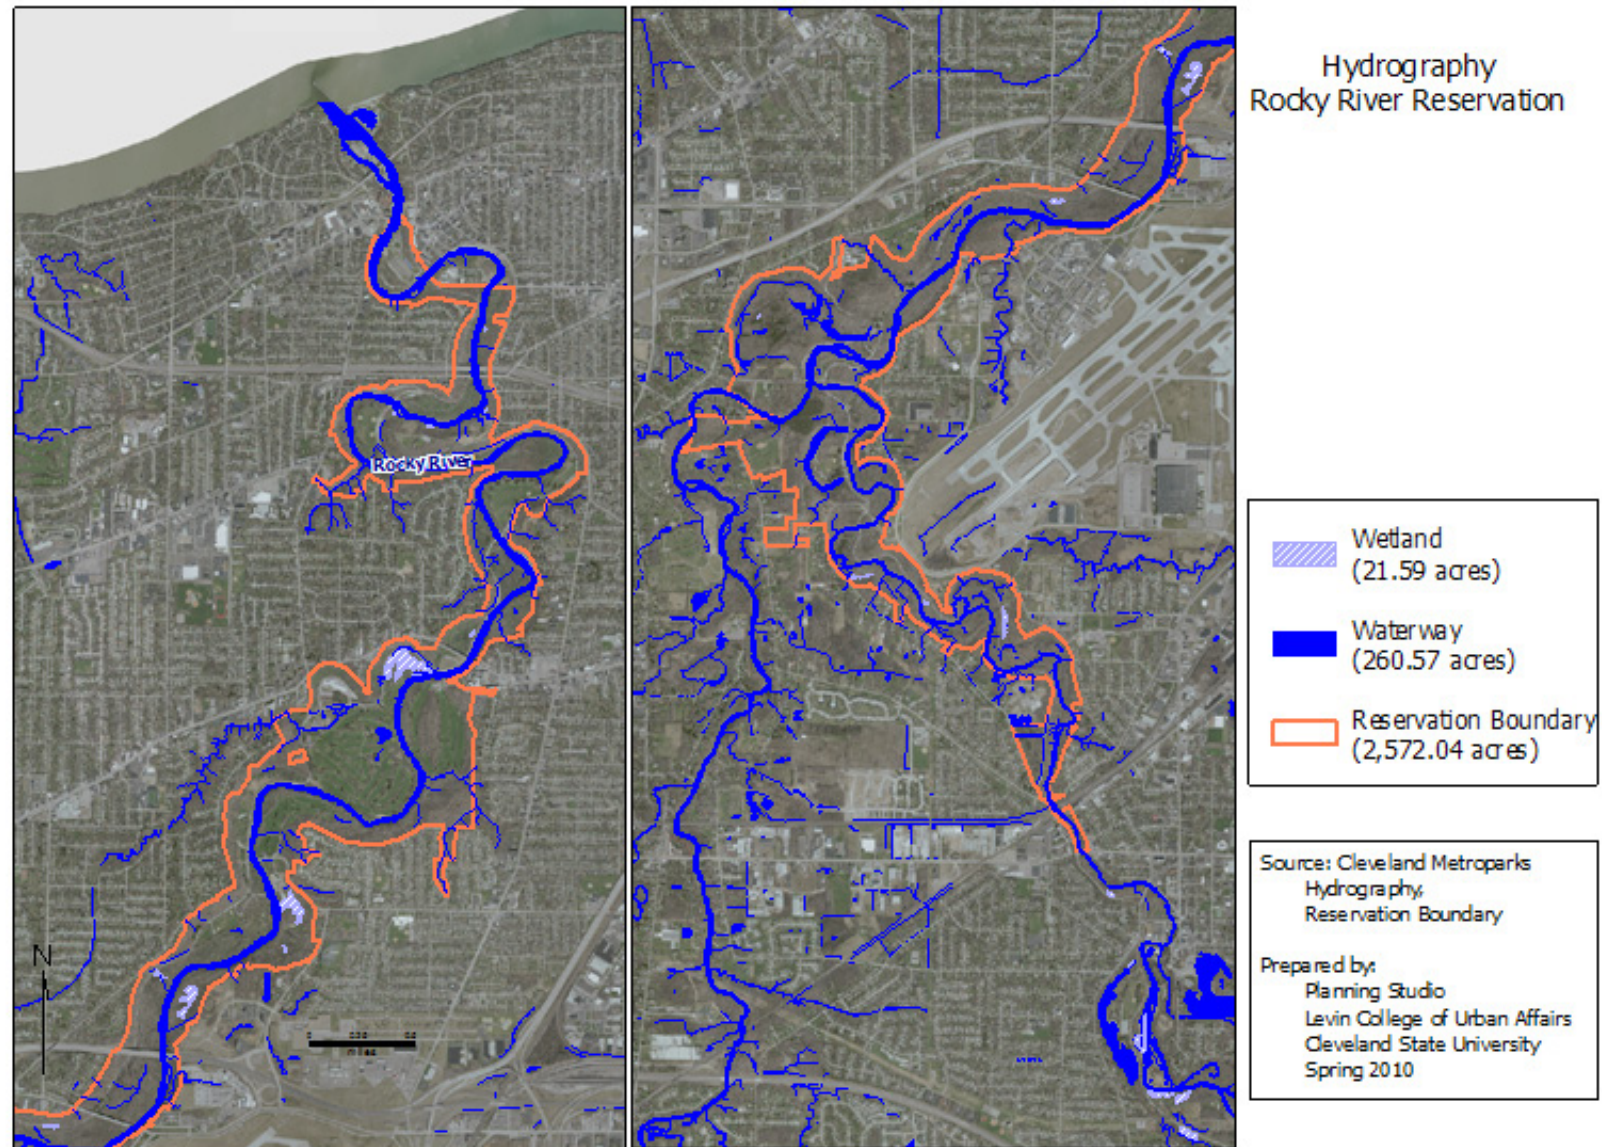 Hydrography
Rocky River Reservation
Rocky River
N
0
Wetland
(21.59 acres)
Waterway
(260.57 acres)
Reservation Boundary
(2,572.04 acres)
Source: Cleveland Metroparks
Hydrography,
Reservation Boundary
Prepared by:
Planning Studio
Levin College of Urban Affairs
Cleveland State University
Spring 2010